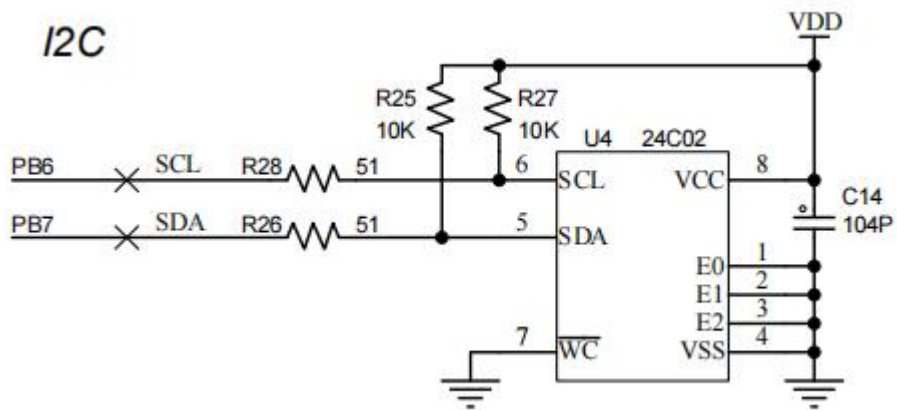 I2C
VDD
R25
10K
R27
10K
U4 24C02
PB6 SCL R28 51 6 SCL VCC 8
C14
104P
PB7 SDA R26 51 5 SDA
E0 1
E1 2
E2 3
7 WC VSS 4